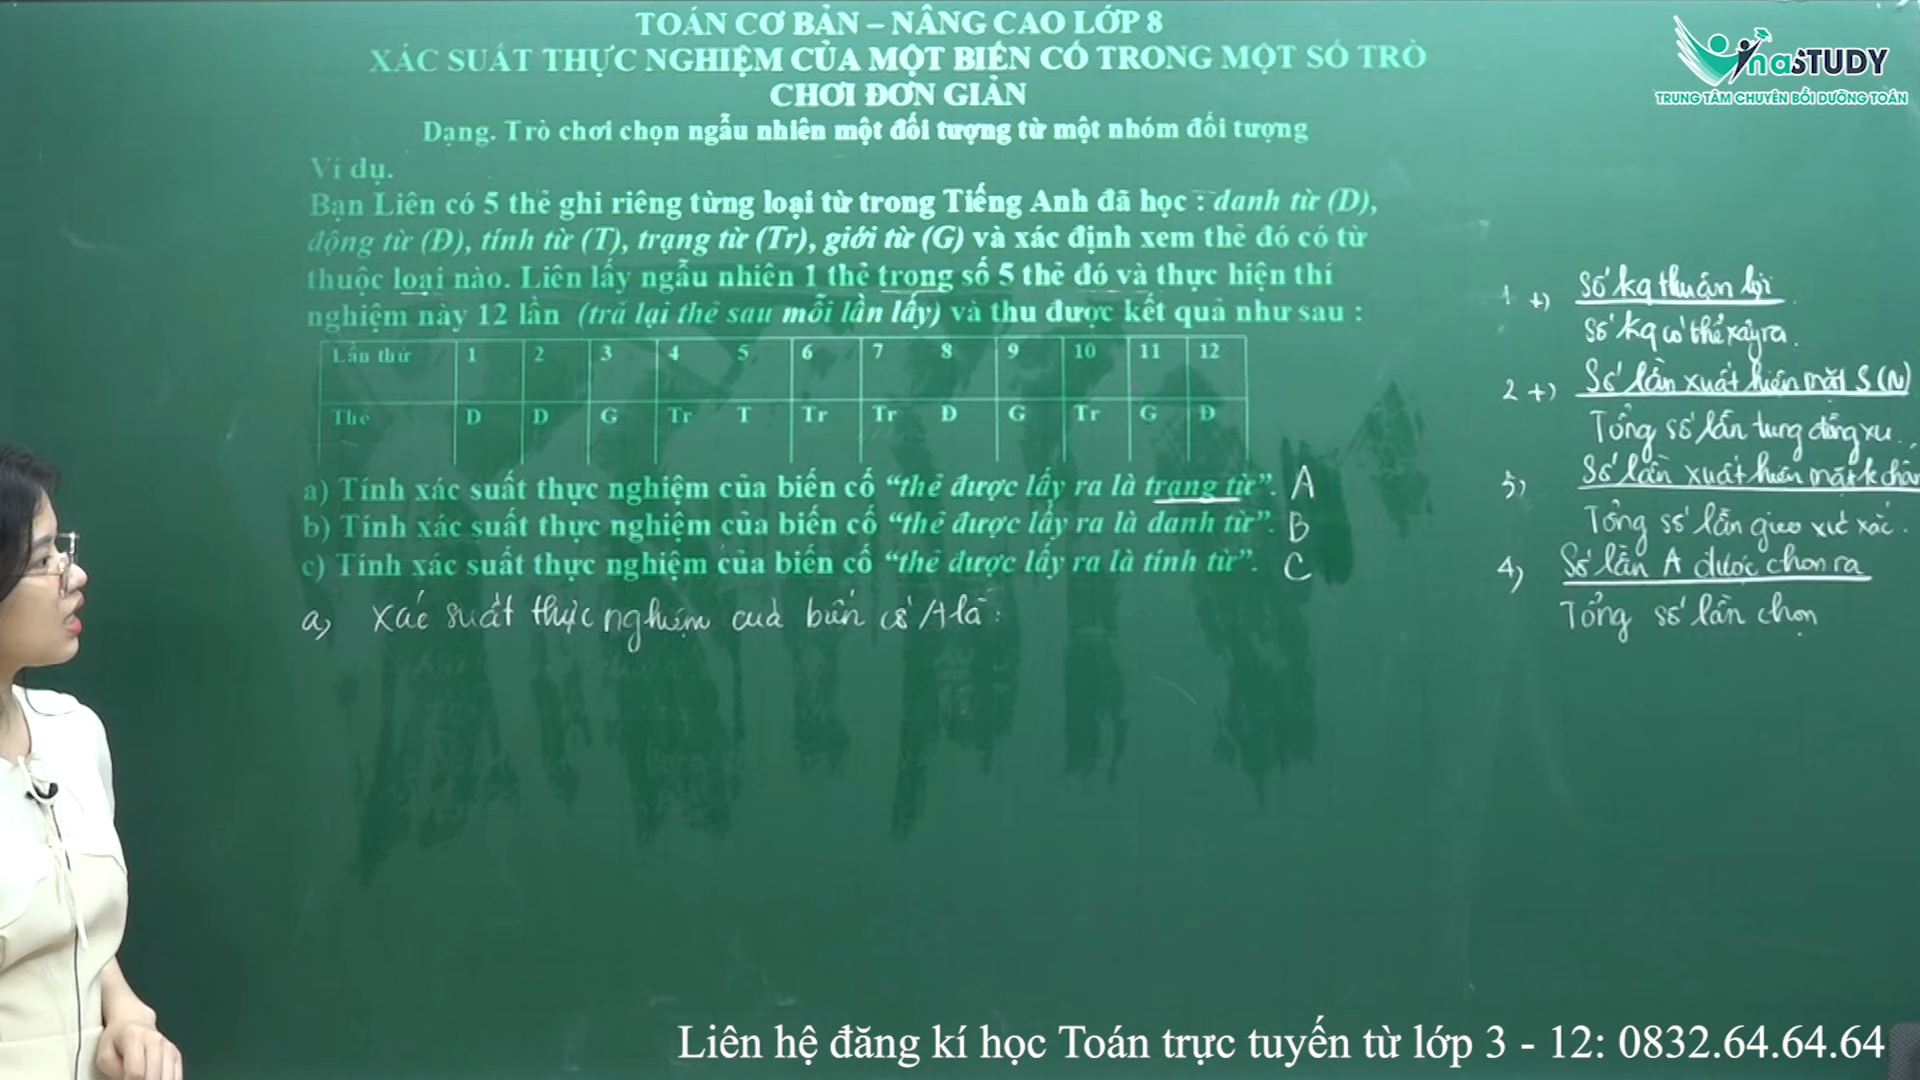 TOÁN CƠ BẢN – NÂNG CAO LỚP 8
XÁC SUẤT THỰC NGHIỆM CỦA MỘT BIẾN CỐ TRONG MỘT SỐ TRÒ
CHƠI ĐƠN GIẢN
Dạng. Trò chơi chọn ngẫu nhiên một đối tượng từ một nhóm đối tượng
Ví dụ.
Bạn Liên có 5 thẻ ghi riêng từng loại từ trong Tiếng Anh đã học : danh từ (D),
động từ (Đ), tính từ (T), trạng từ (Tr), giới từ (G) và xác định xem thẻ đó có từ
thuộc loại nào. Liên lấy ngẫu nhiên 1 thẻ trong số 5 thẻ đó và thực hiện thí
nghiệm này 12 lần (trả lại thẻ sau mỗi lần lấy) và thu được kết quả như sau :
Lần thứ 1 2 3 4 5 6 7 8 9 10 11 12
Thẻ D D G Tr T Tr Tr Đ G Tr G Đ
a) Tính xác suất thực nghiệm của biến cố “thẻ được lấy ra là trạng từ”. A
b) Tính xác suất thực nghiệm của biến cố “thẻ được lấy ra là danh từ”. B
c) Tính xác suất thực nghiệm của biến cố “thẻ được lấy ra là tính từ”. C
a, Xác suất thực nghiệm của biến cố A là:
1 +) Số kq thuận lợi
Số kq có thể xảy ra.
2 +) Số lần xuất hiện mặt S (N)
Tổng số lần tung đồng xu.
3) Số lần xuất hiện mặt k chấm
Tổng số lần gieo xúc xắc.
4) Số lần A được chọn ra
Tổng số lần chọn
VinaSTUDY
TRUNG TÂM CHUYÊN BỒI DƯỠNG TOÁN
Liên hệ đăng kí học Toán trực tuyến từ lớp 3 - 12: 0832.64.64.64